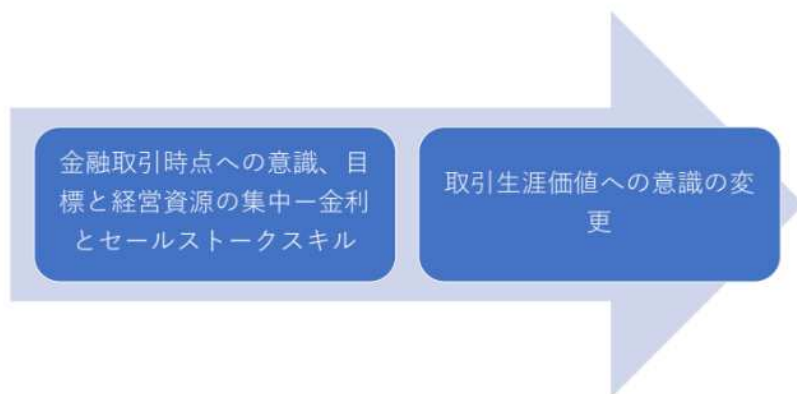 金融取引時点への意識、目
標と経営資源の集中ー金利
とセールストークスキル
取引生涯価値への意識の変
更